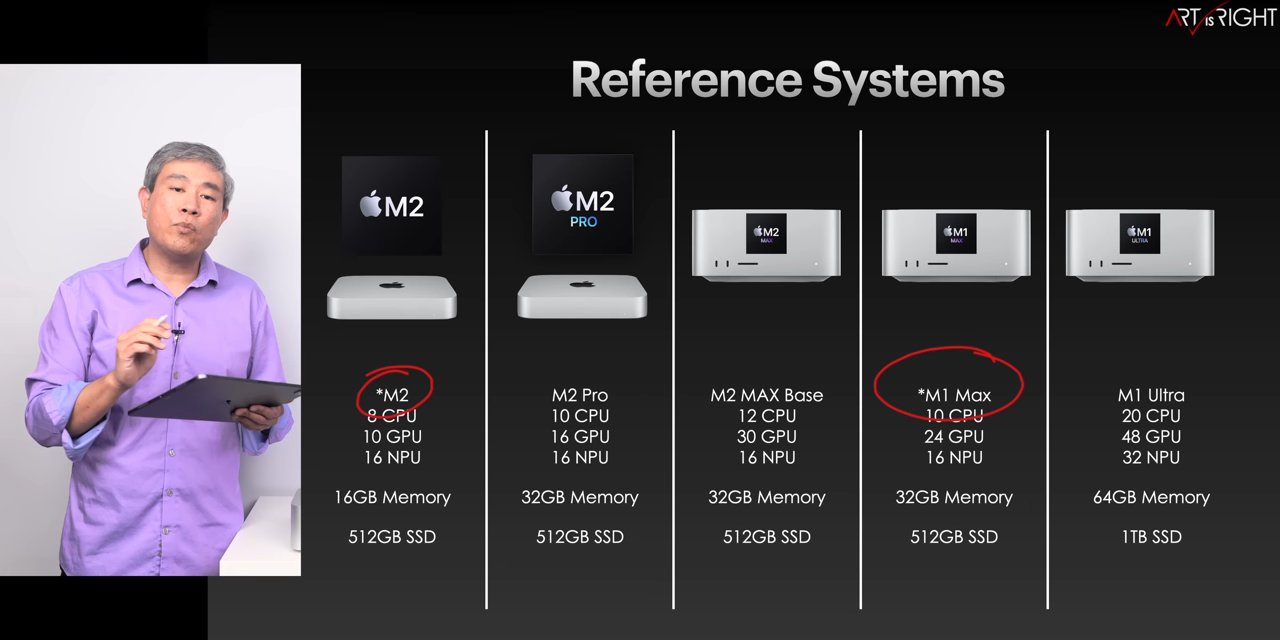 ART IS RIGHT
Reference Systems
M2
M2
PRO
M2
MAX
M1
MAX
M1
ULTRA
*M2
8 CPU
10 GPU
16 NPU
16GB Memory
512GB SSD
M2 Pro
10 CPU
16 GPU
16 NPU
32GB Memory
512GB SSD
M2 MAX Base
12 CPU
30 GPU
16 NPU
32GB Memory
512GB SSD
*M1 Max
10 CPU
24 GPU
16 NPU
32GB Memory
512GB SSD
M1 Ultra
20 CPU
48 GPU
32 NPU
64GB Memory
1TB SSD